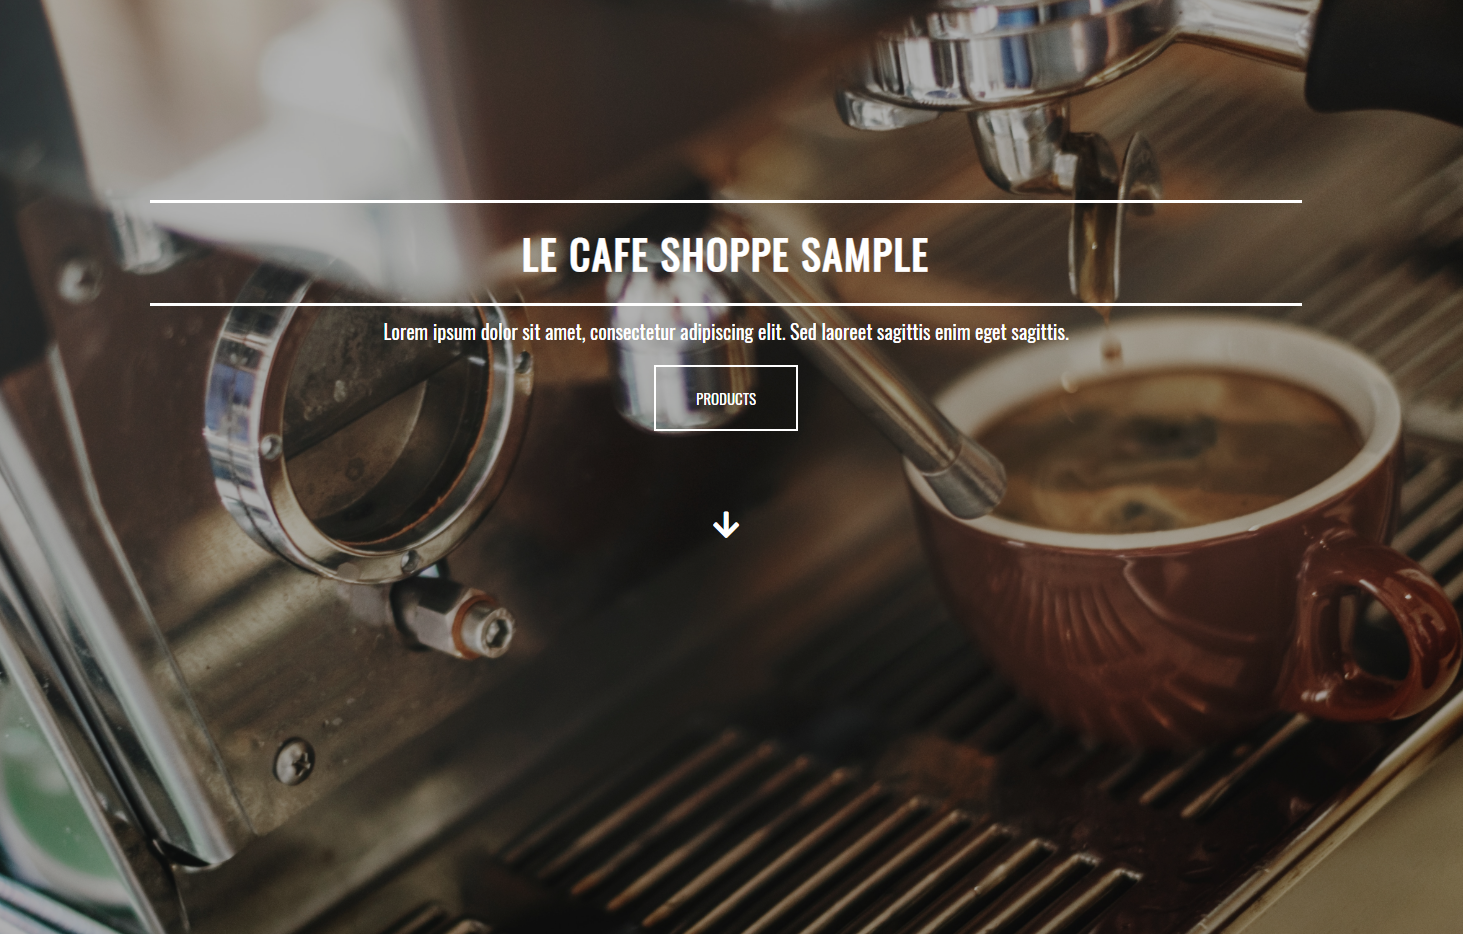 LE CAFE SHOPPE SAMPLE
Lorem ipsum dolor sit amet, consectetur adipiscing elit. Sed laoreet sagittis enim eget sagittis.
PRODUCTS